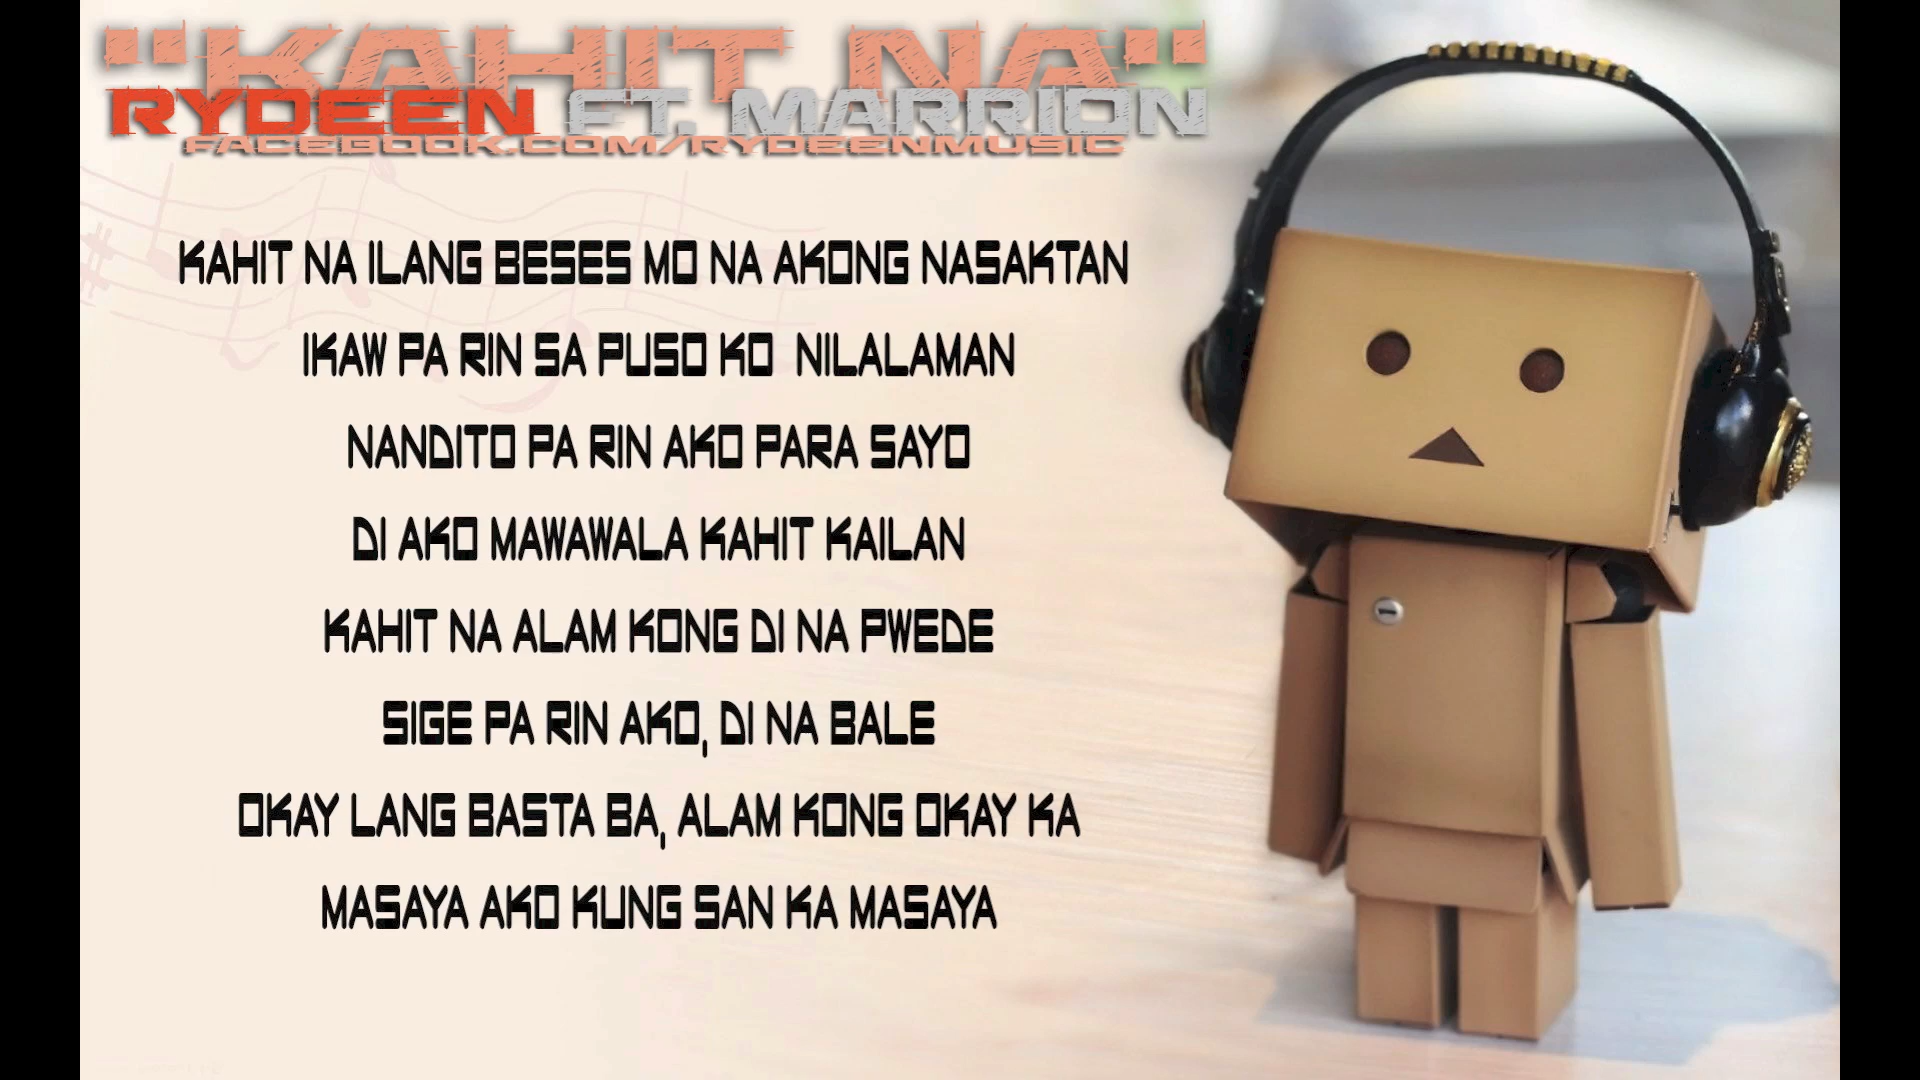 "KAHIT NA"
RYDEEN FT. MARRION
FACEBOOK.COM/RYDEENMUSIC
KAHIT NA ILANG BESES MO NA AKONG NASAKTAN
IKAW PA RIN SA PUSO KO NILALAMAN
NANDITO PA RIN AKO PARA SAYO
DI AKO MAWAWALA KAHIT KAILAN
KAHIT NA ALAM KONG DI NA PWEDE
SIGE PA RIN AKO, DI NA BALE
OKAY LANG BASTA BA, ALAM KONG OKAY KA
MASAYA AKO KUNG SAN KA MASAYA